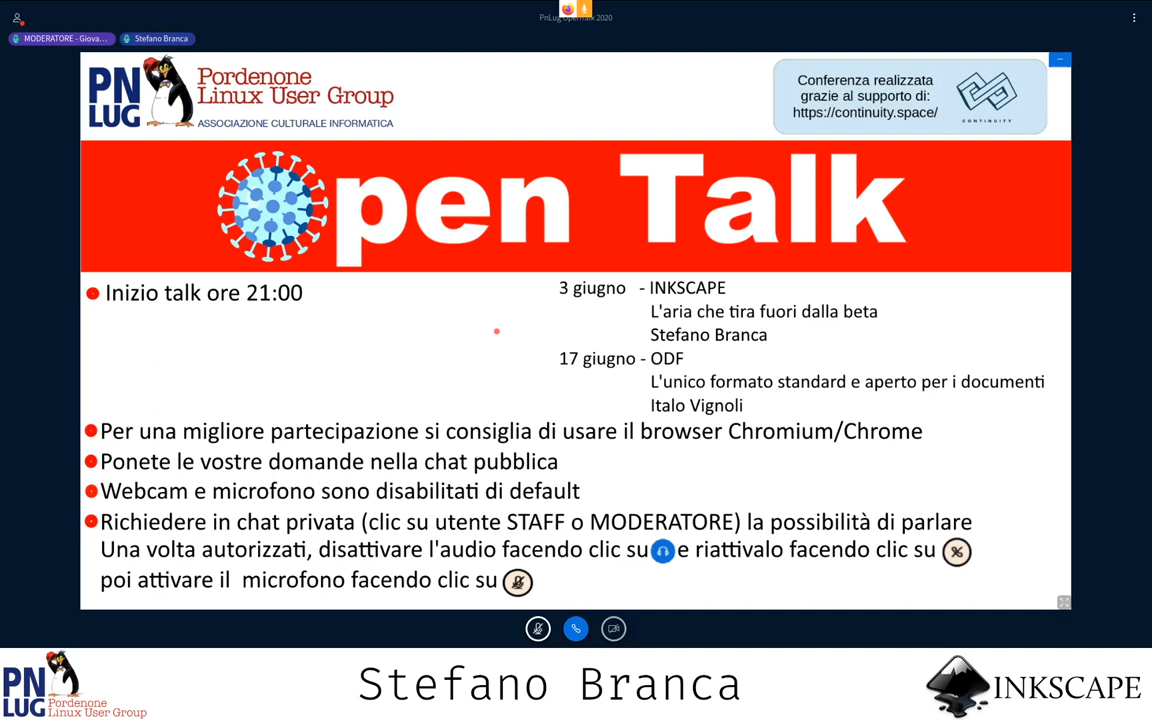 PnLug OpenTalk 2020
MODERATORE - Giova...
Stefano Branca
PN
LUG
Pordenone
Linux User Group
ASSOCIAZIONE CULTURALE INFORMATICA
Conferenza realizzata
grazie al supporto di:
https://continuity.space/
CONTINUITY
pen Talk
Inizio talk ore 21:00
3 giugno - INKSCAPE
L'aria che tira fuori dalla beta
Stefano Branca
17 giugno - ODF
L'unico formato standard e aperto per i documenti
Italo Vignoli
Per una migliore partecipazione si consiglia di usare il browser Chromium/Chrome
Ponete le vostre domande nella chat pubblica
Webcam e microfono sono disabilitati di default
Richiedere in chat privata (clic su utente STAFF o MODERATORE) la possibilità di parlare
Una volta autorizzati, disattivare l'audio facendo clic su e riattivalo facendo clic su
poi attivare il microfono facendo clic su
PN
LUG
Pordenone
Linux User Group
Stefano Branca
INKSCAPE